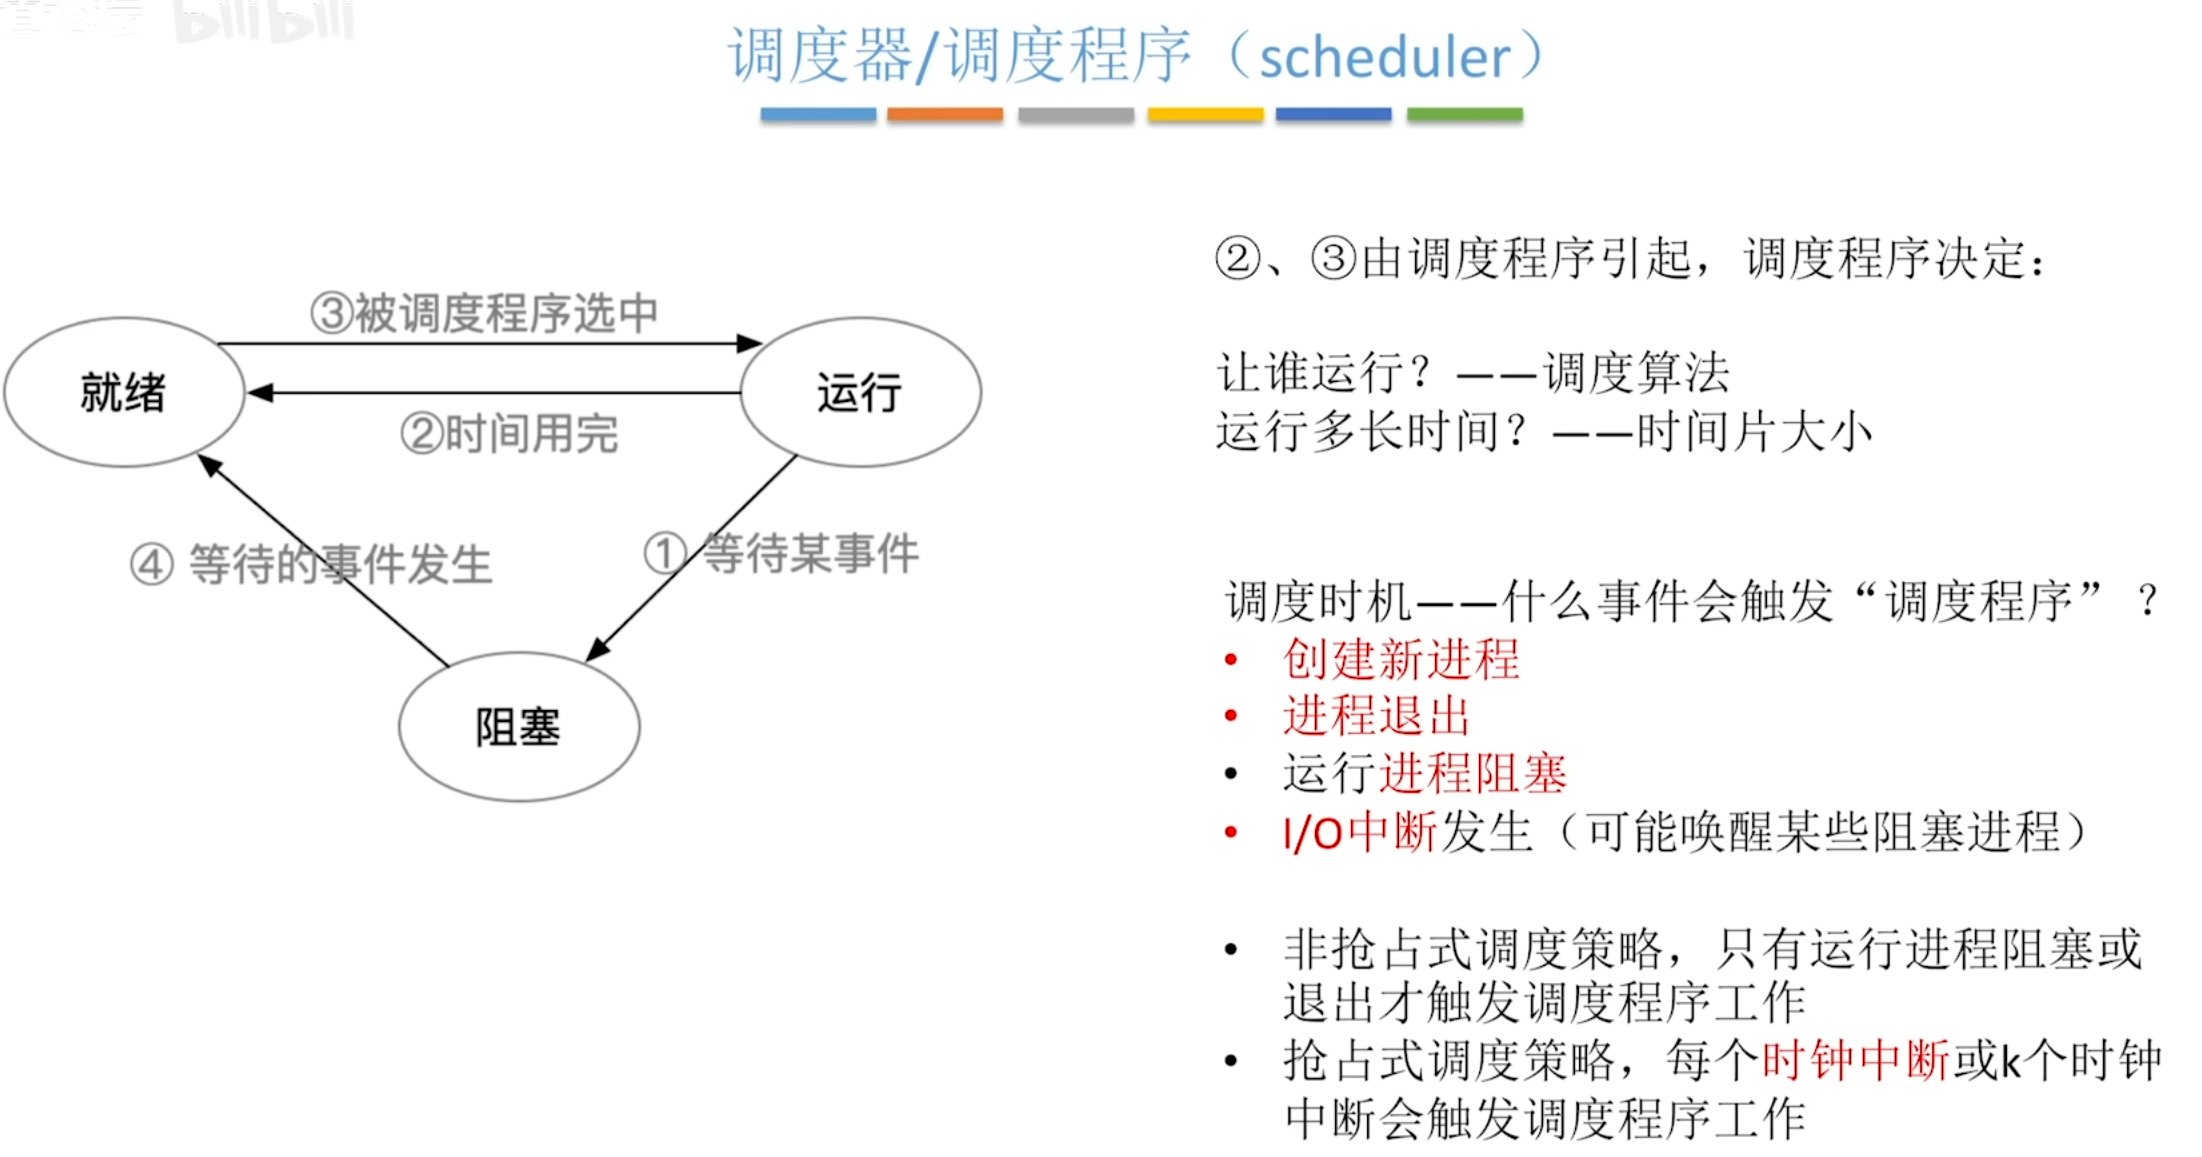 bilibili
调度器/调度程序（scheduler）
③被调度程序选中
就绪
运行
②时间用完
④ 等待的事件发生
① 等待某事件
阻塞
②、③由调度程序引起，调度程序决定：
让谁运行？——调度算法
运行多长时间？——时间片大小
调度时机——什么事件会触发“调度程序”？
• 创建新进程
• 进程退出
• 运行进程阻塞
• I/O中断发生（可能唤醒某些阻塞进程）
• 非抢占式调度策略，只有运行进程阻塞或
退出才触发调度程序工作
• 抢占式调度策略，每个时钟中断或k个时钟
中断会触发调度程序工作